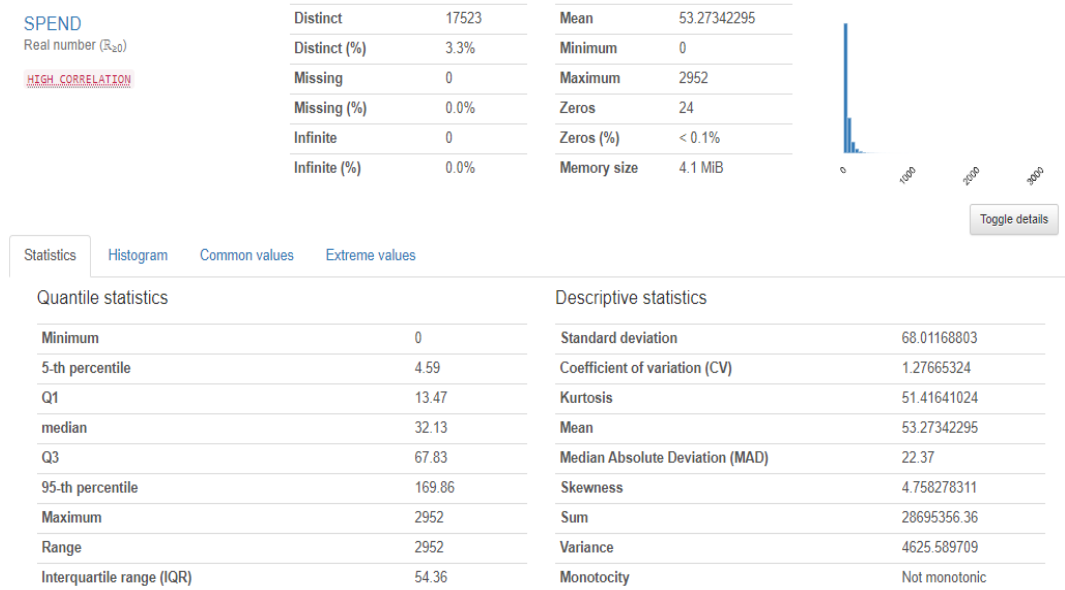 SPEND
Real number (ℝ≥0)
HIGH CORRELATION
Distinct 17523
Distinct (%) 3.3%
Missing 0
Missing (%) 0.0%
Infinite 0
Infinite (%) 0.0%
Mean 53.27342295
Minimum 0
Maximum 2952
Zeros 24
Zeros (%) < 0.1%
Memory size 4.1 MiB
0 1000 2000 3000
Toggle details
Statistics Histogram Common values Extreme values
Quantile statistics
Minimum 0
5-th percentile 4.59
Q1 13.47
median 32.13
Q3 67.83
95-th percentile 169.86
Maximum 2952
Range 2952
Interquartile range (IQR) 54.36
Descriptive statistics
Standard deviation 68.01168803
Coefficient of variation (CV) 1.27665324
Kurtosis 51.41641024
Mean 53.27342295
Median Absolute Deviation (MAD) 22.37
Skewness 4.758278311
Sum 28695356.36
Variance 4625.589709
Monotocity Not monotonic